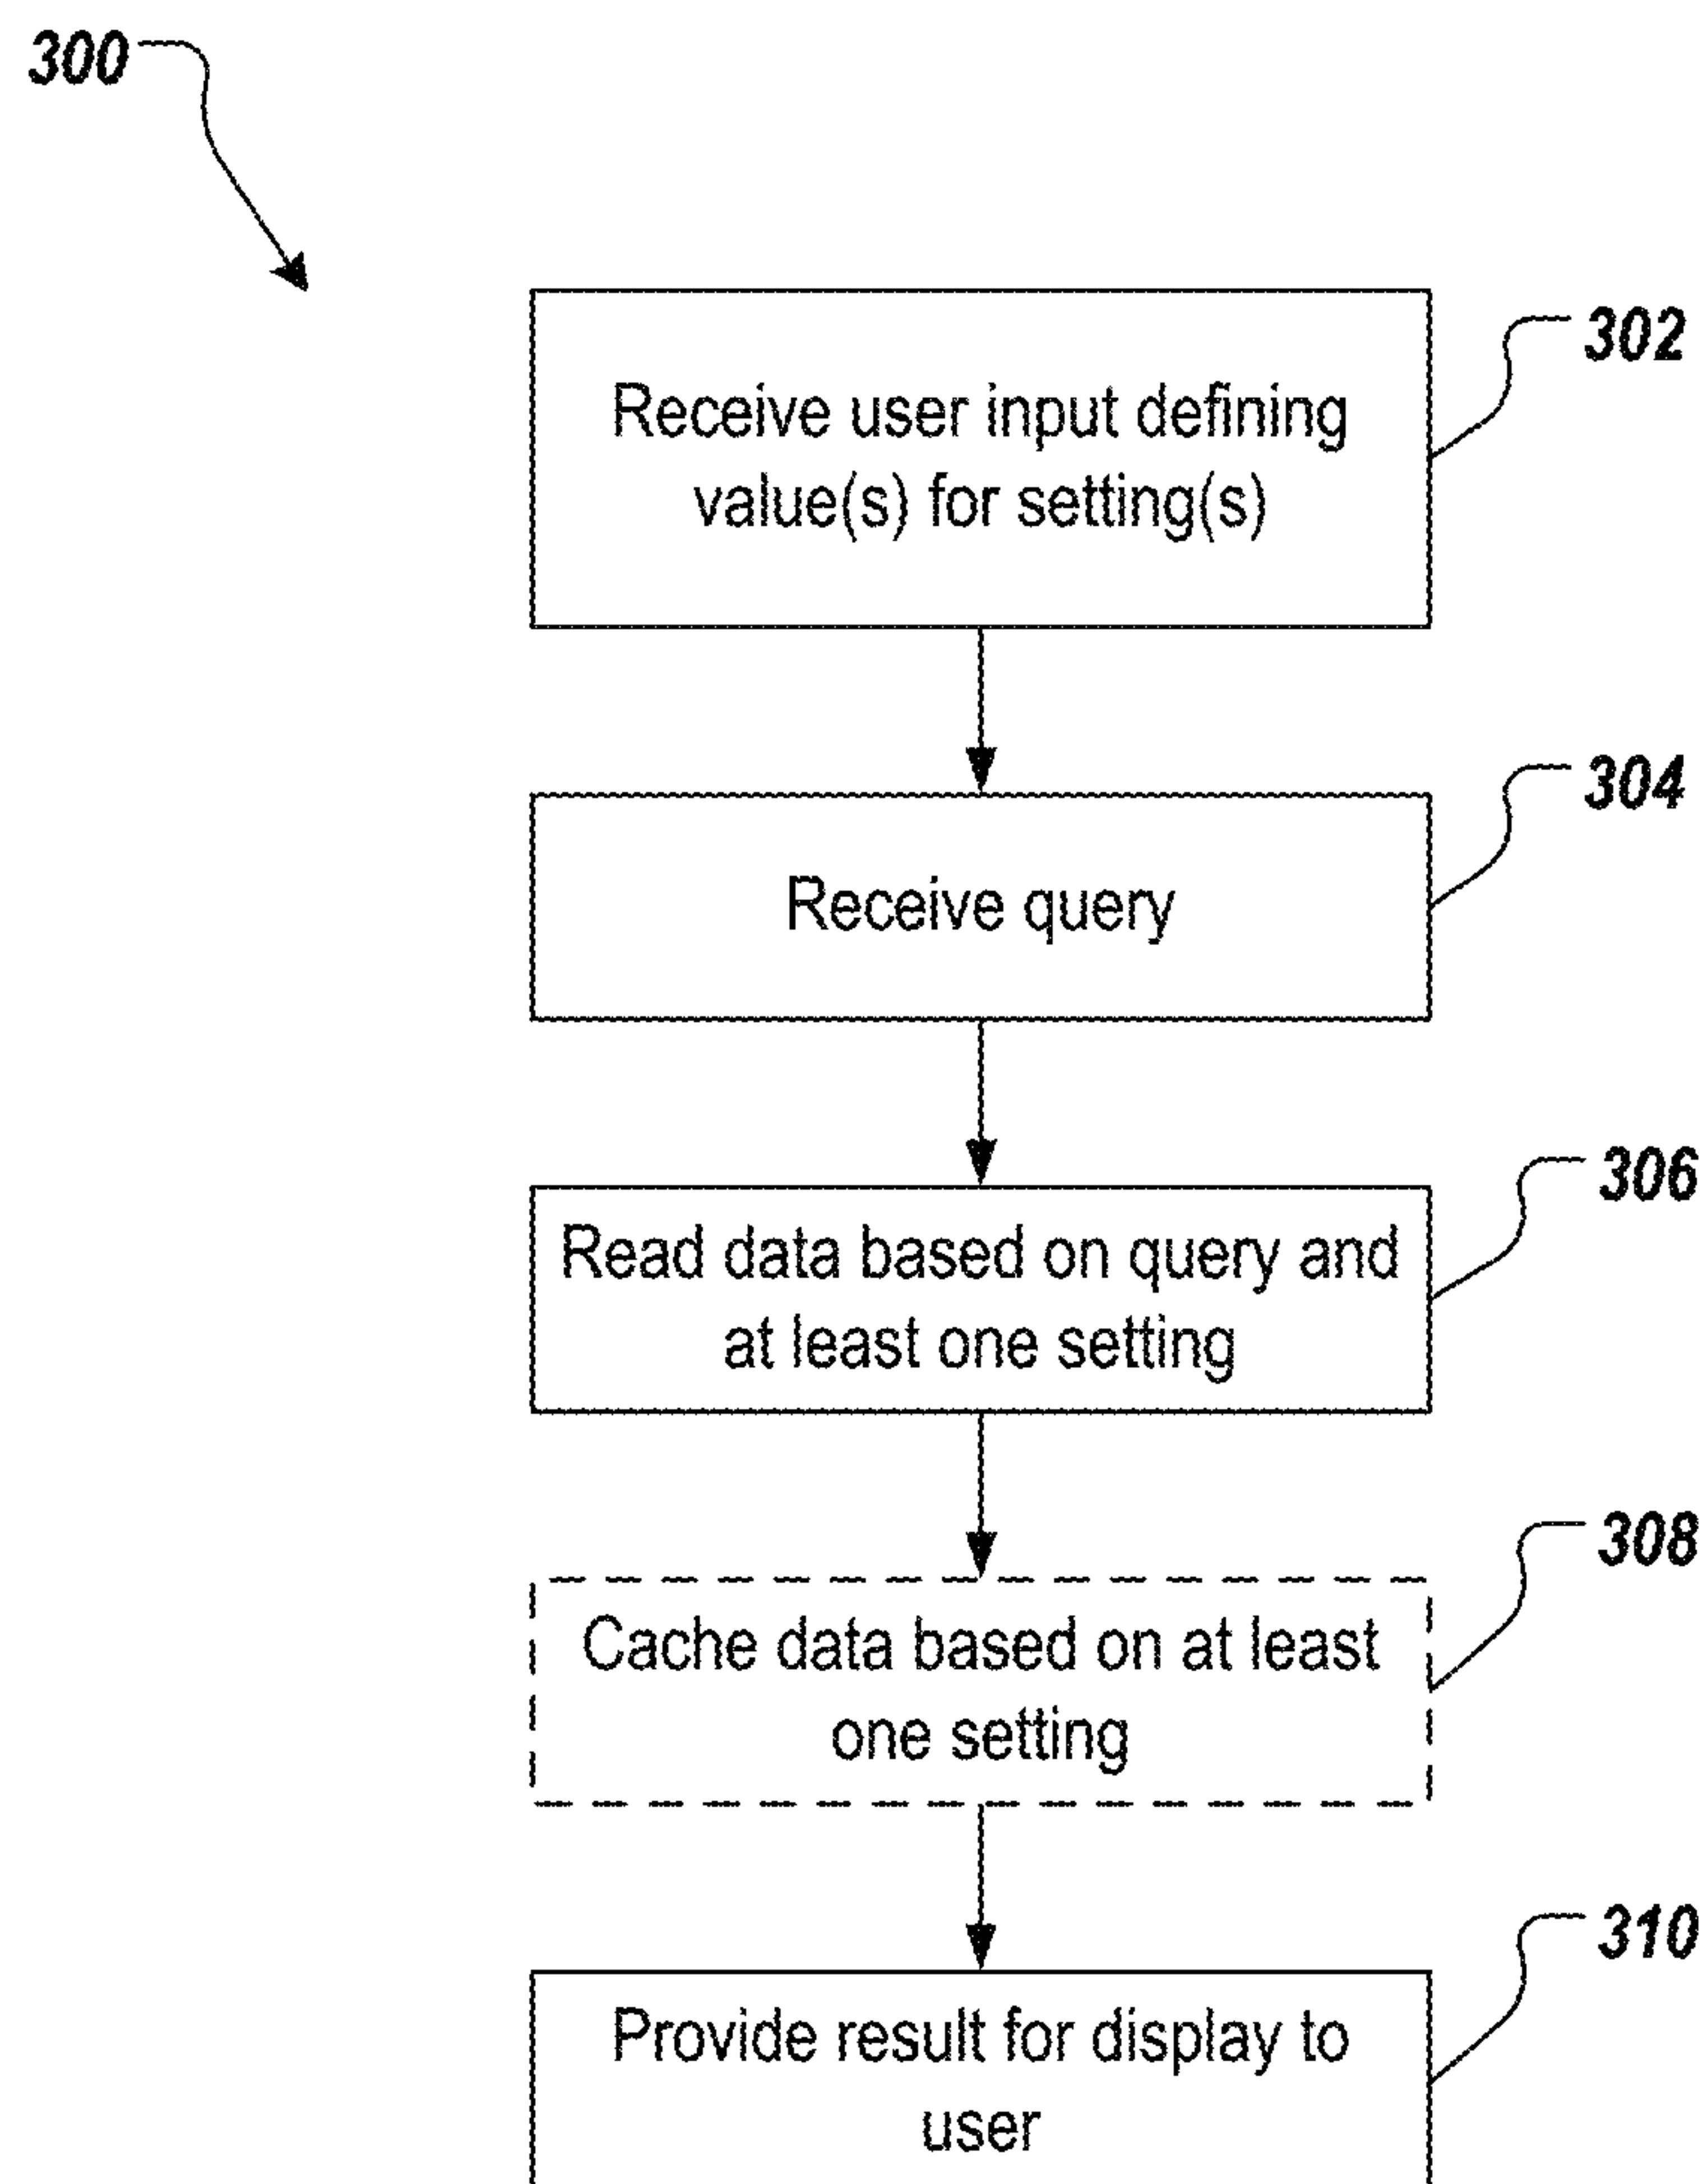 300
302
Receive user input defining
value(s) for setting(s)
304
Receive query
306
Read data based on query and
at least one setting
308
Cache data based on at least
one setting
310
Provide result for display to
user